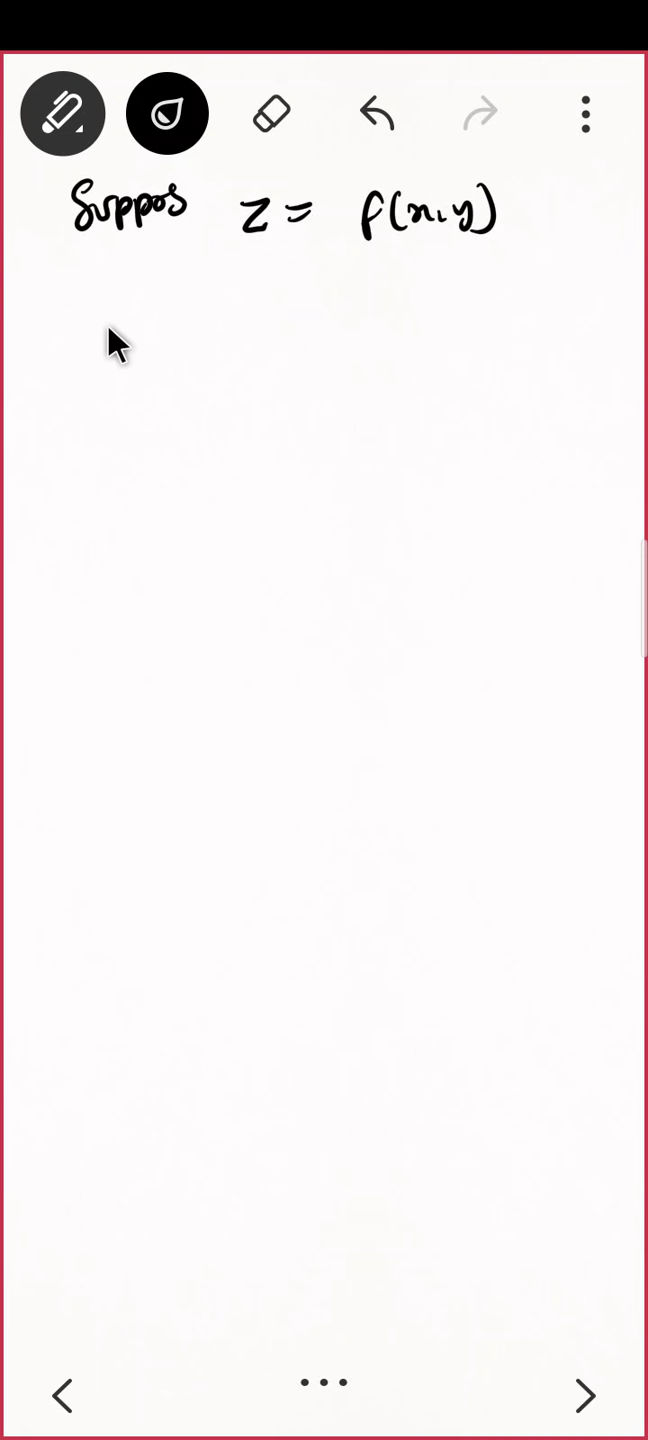 Suppos z = f(x,y)